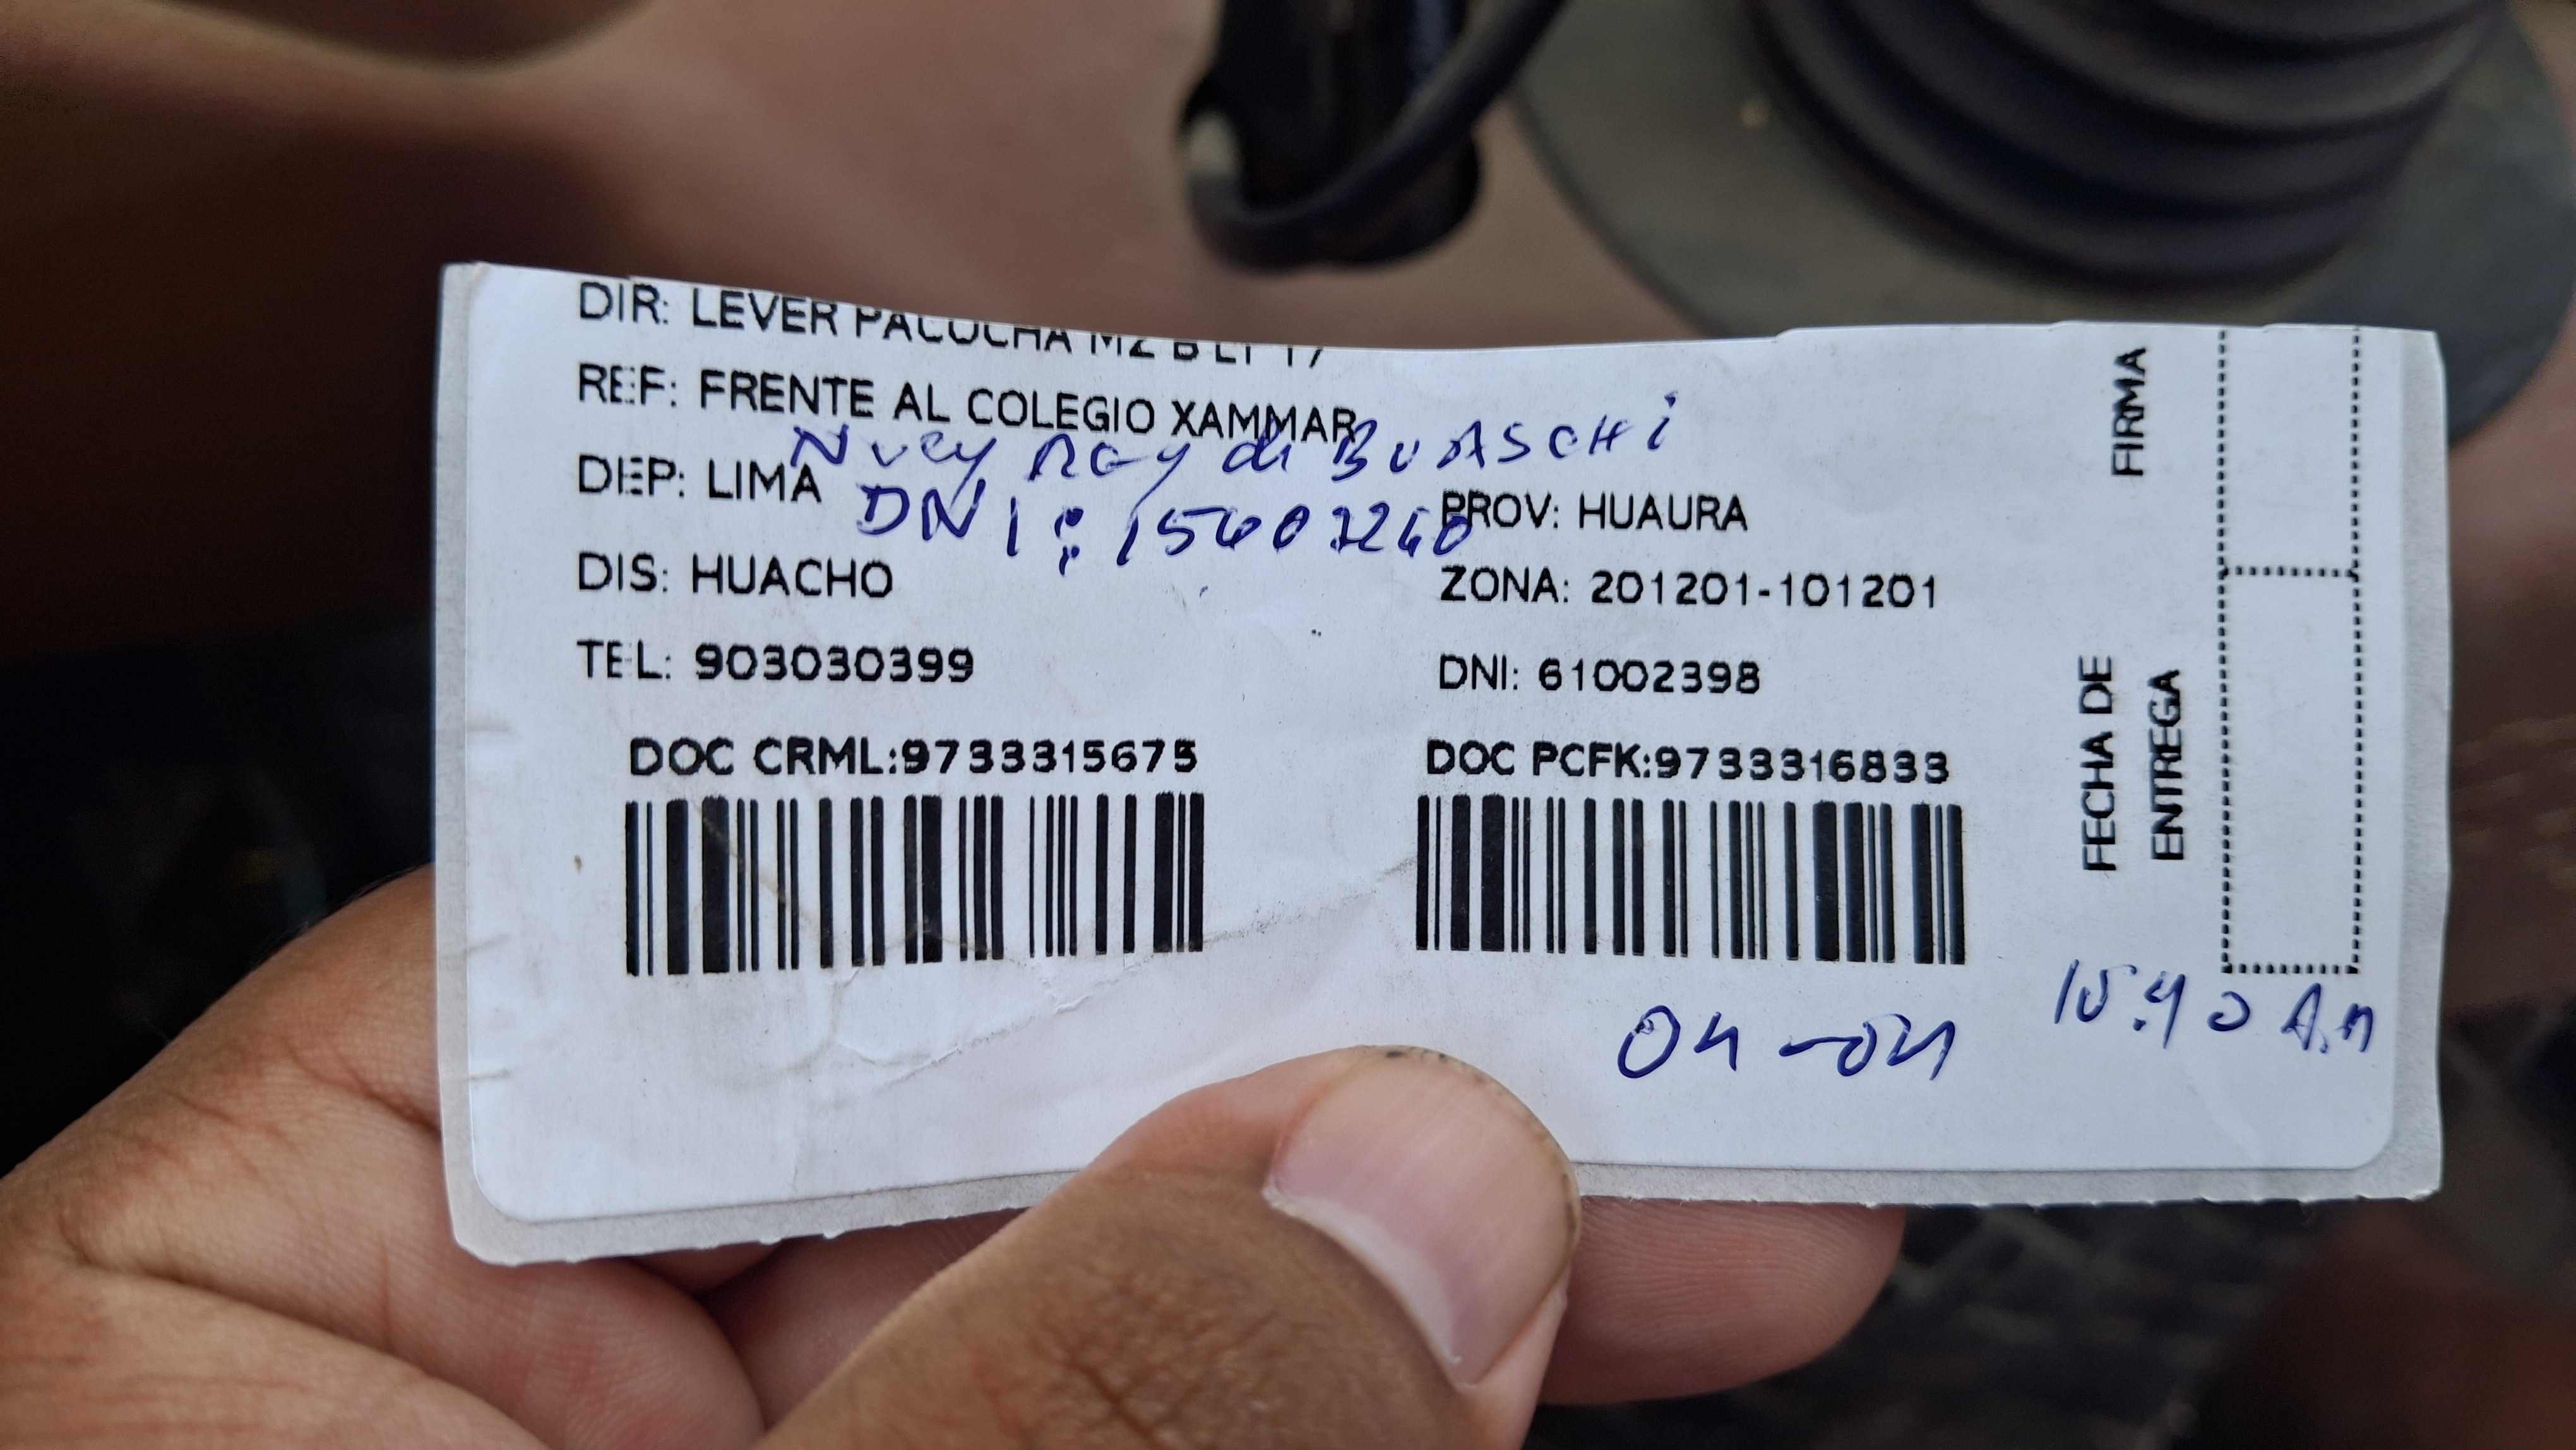 DIR: LEVER PACOCHA MZ B LT 17
REF: FRENTE AL COLEGIO XAMMAR
DEP: LIMA
DNI: 15603260
PROV: HUAURA
DIS: HUACHO
ZONA: 201201-101201
TEL: 903030399
DNI: 61002398
DOC CRML:9733315675
DOC PCFK:9733316833
FIRMA
FECHA DE
ENTREGA
04-04
10:40 A.M